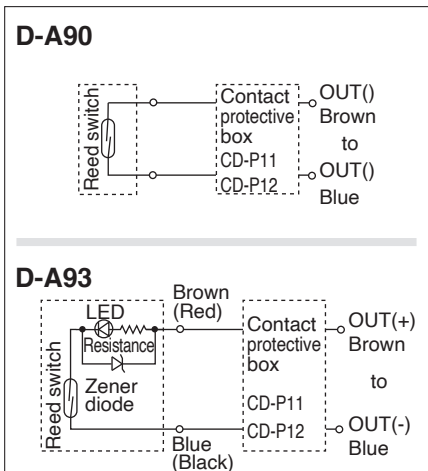 D-A90
Reed switch
Contact
protective
box
CD-P11
CD-P12
OUT()
Brown
to
OUT()
Blue
D-A93
LED
Resistance
Zener
diode
Reed switch
Brown
(Red)
Blue
(Black)
Contact
protective
box
CD-P11
CD-P12
OUT(+)
Brown
to
OUT(-)
Blue